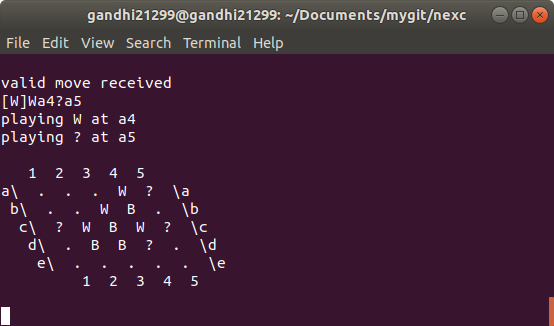 gandhi21299@gandhi21299: ~/Documents/mygit/nexc
File Edit View Search Terminal Help
valid move received
[W]Wa4?a5
playing W at a4
playing ? at a5
   1  2  3  4  5
a\  .  .  .  W  ?  \a
 b\  .  .  W  B  .  \b
  c\  ?  W  B  W  ?  \c
   d\  .  B  B  ?  .  \d
    e\  .  .  .  .  .  \e
         1  2  3  4  5